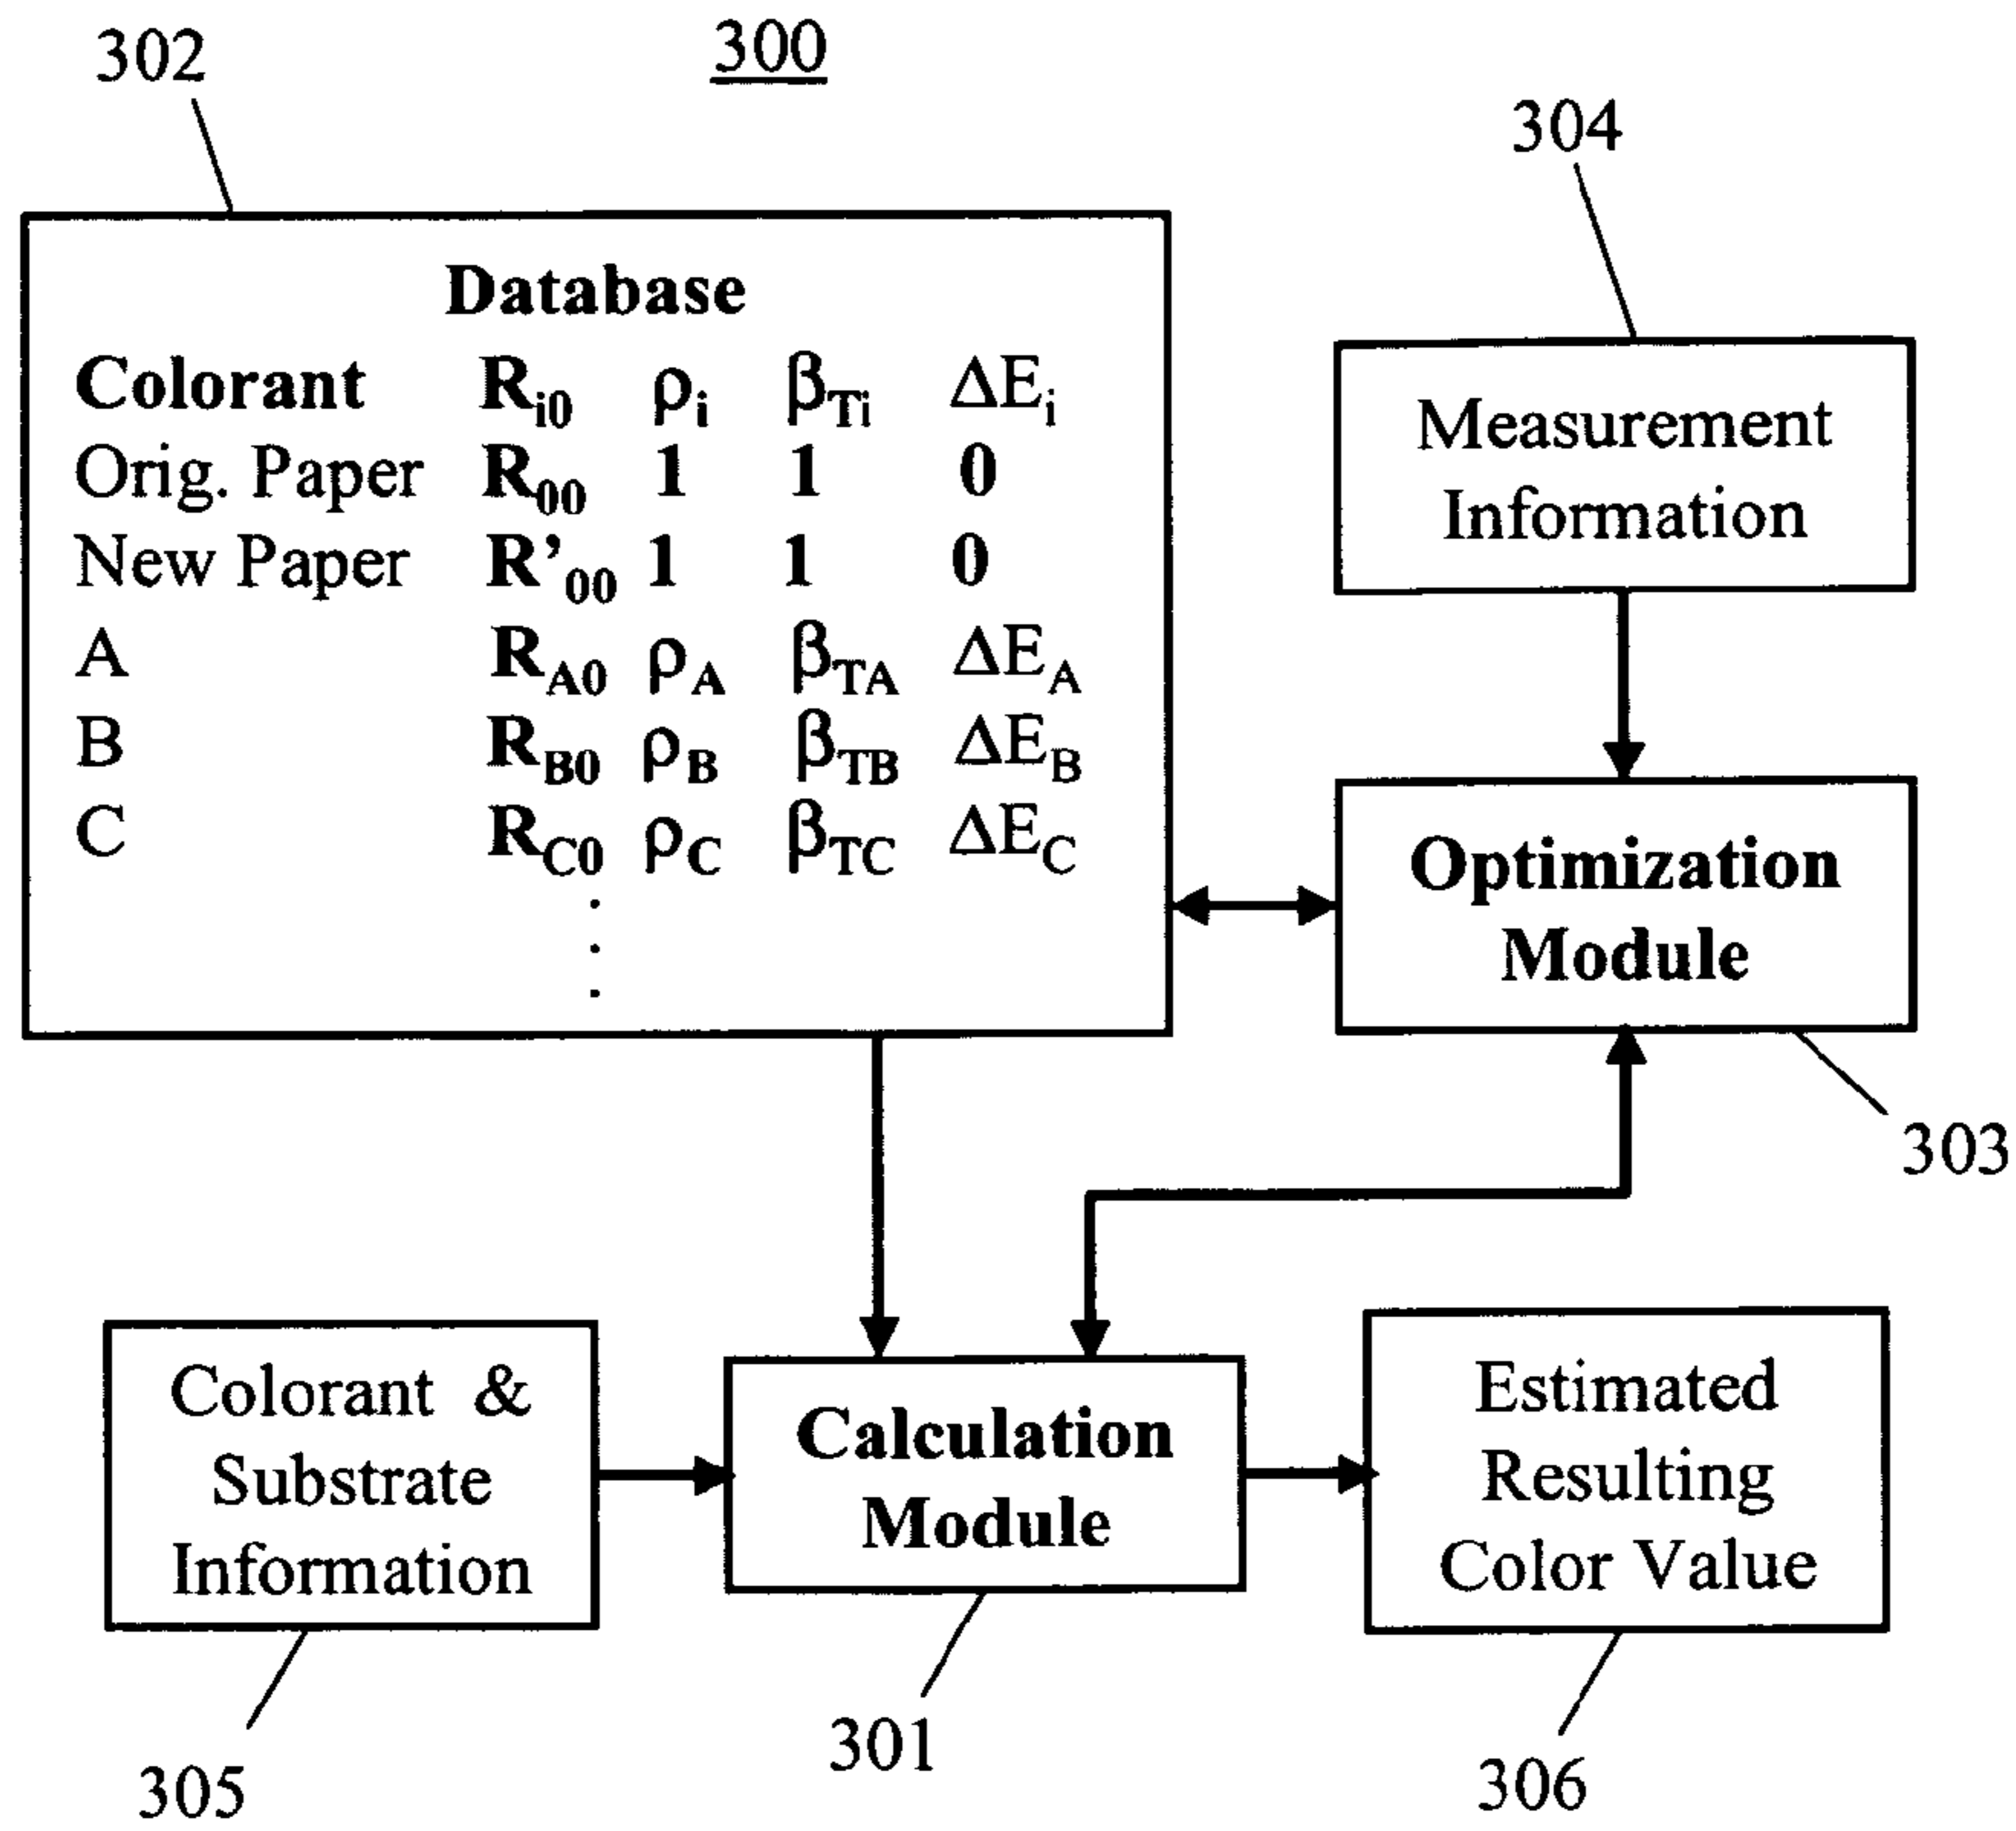 300
302
304
Database
Colorant R_i0 ρ_i β_Ti ΔE_i
Orig. Paper R_00 1 1 0
New Paper R’_00 1 1 0
A R_A0 ρ_A β_TA ΔE_A
B R_B0 ρ_B β_TB ΔE_B
C R_C0 ρ_C β_TC ΔE_C
.
.
.
Measurement
Information
Optimization
Module
303
Colorant &
Substrate
Information
305
Calculation
Module
301
Estimated
Resulting
Color Value
306